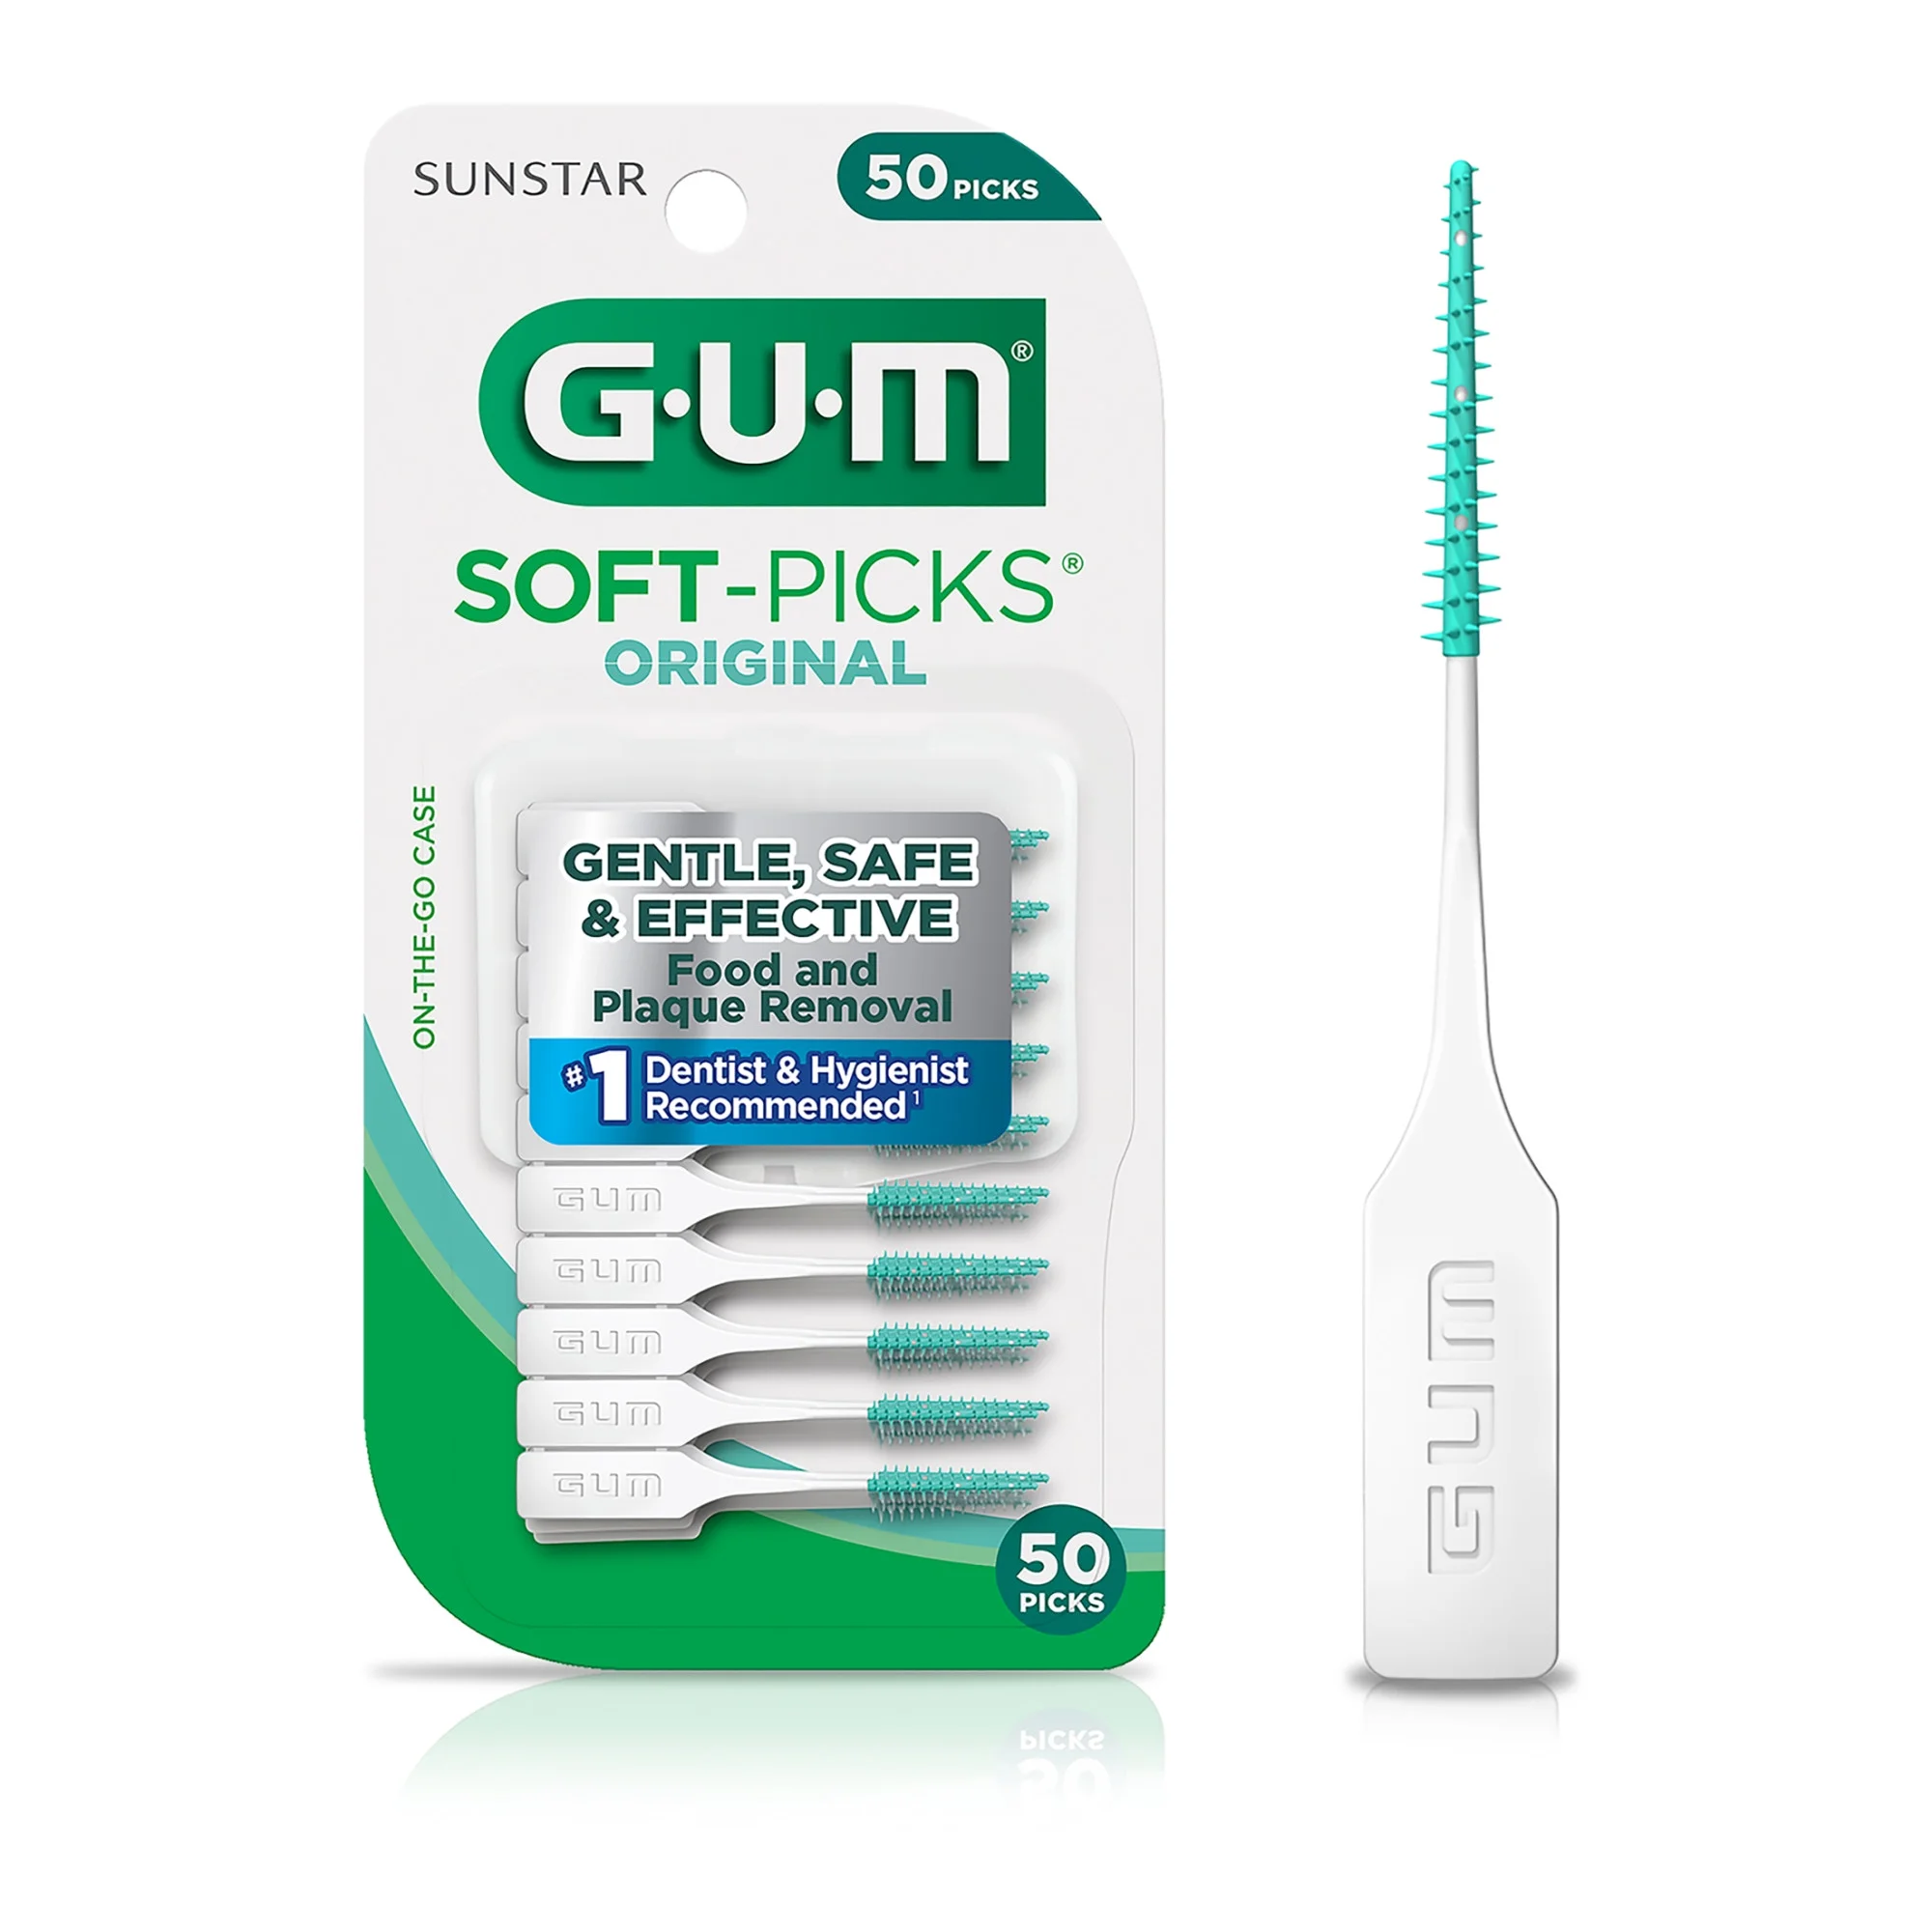 SUNSTAR
50 PICKS
G·U·M®
SOFT-PICKS®
ORIGINAL
ON-THE-GO CASE
GENTLE, SAFE
& EFFECTIVE
Food and
Plaque Removal
#1 Dentist & Hygienist
Recommended¹
GUM
GUM
GUM
GUM
GUM
50
PICKS
GUM